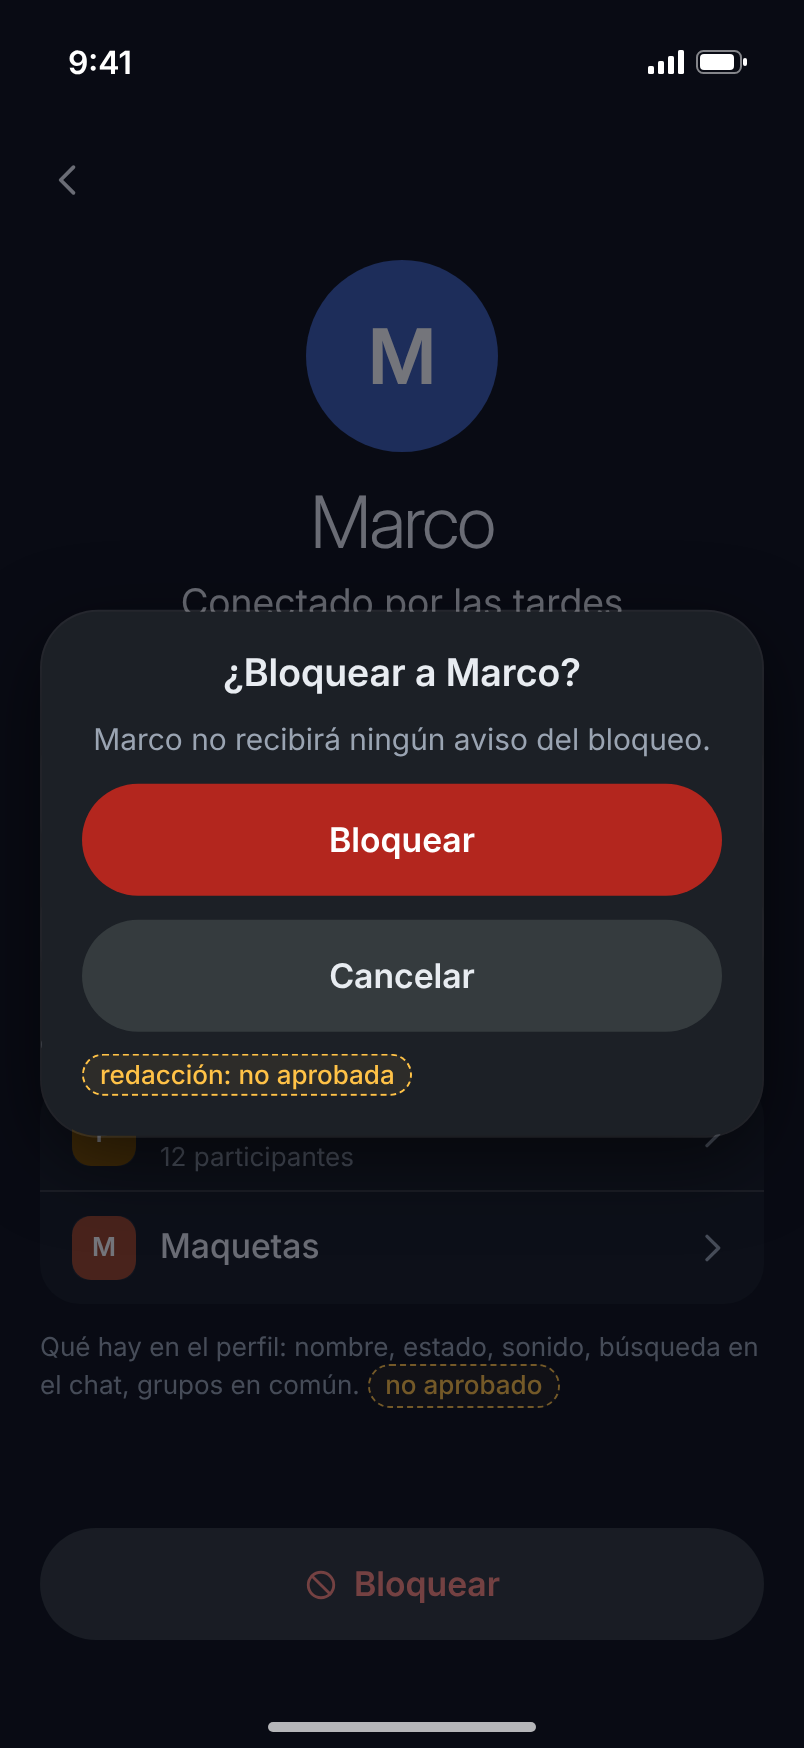 9:41
M
Marco
Conectado por las tardes
¿Bloquear a Marco?
Marco no recibirá ningún aviso del bloqueo.
Bloquear
Cancelar
redacción: no aprobada
12 participantes
M
Maquetas
Qué hay en el perfil: nombre, estado, sonido, búsqueda en
el chat, grupos en común. no aprobado
Bloquear